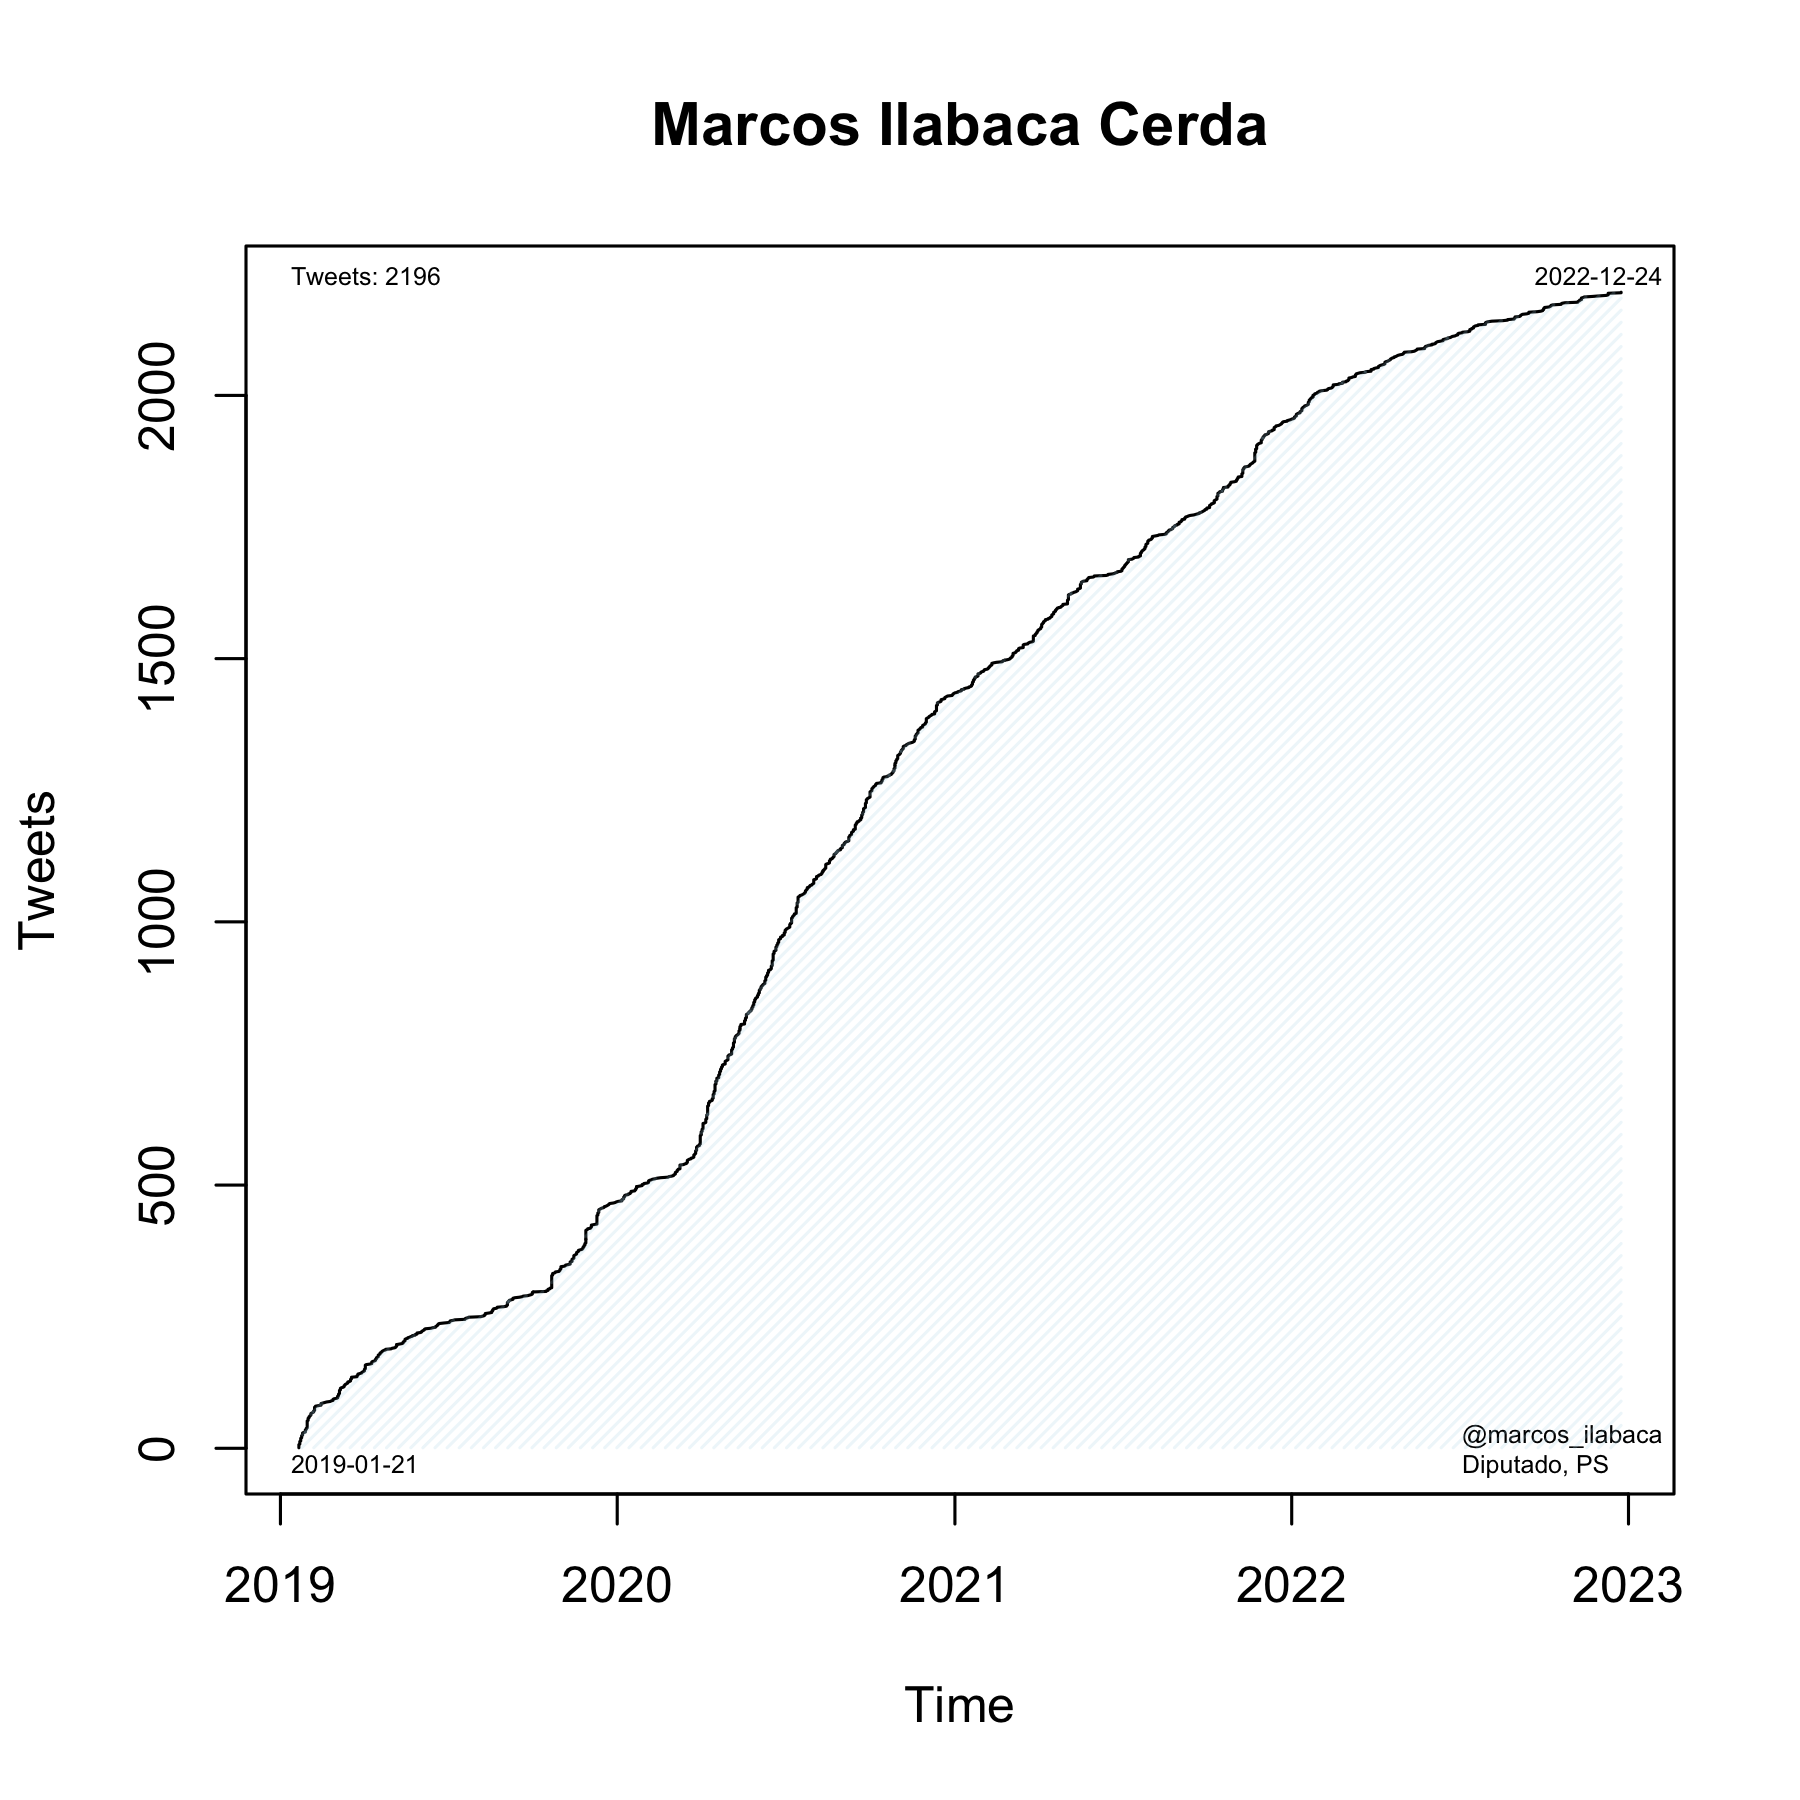 Marcos Ilabaca Cerda
Tweets: 2196
2022-12-24
Tweets
2000
1500
1000
500
0
@marcos_ilabaca
Diputado, PS
2019-01-21
2019
2020
2021
2022
2023
Time